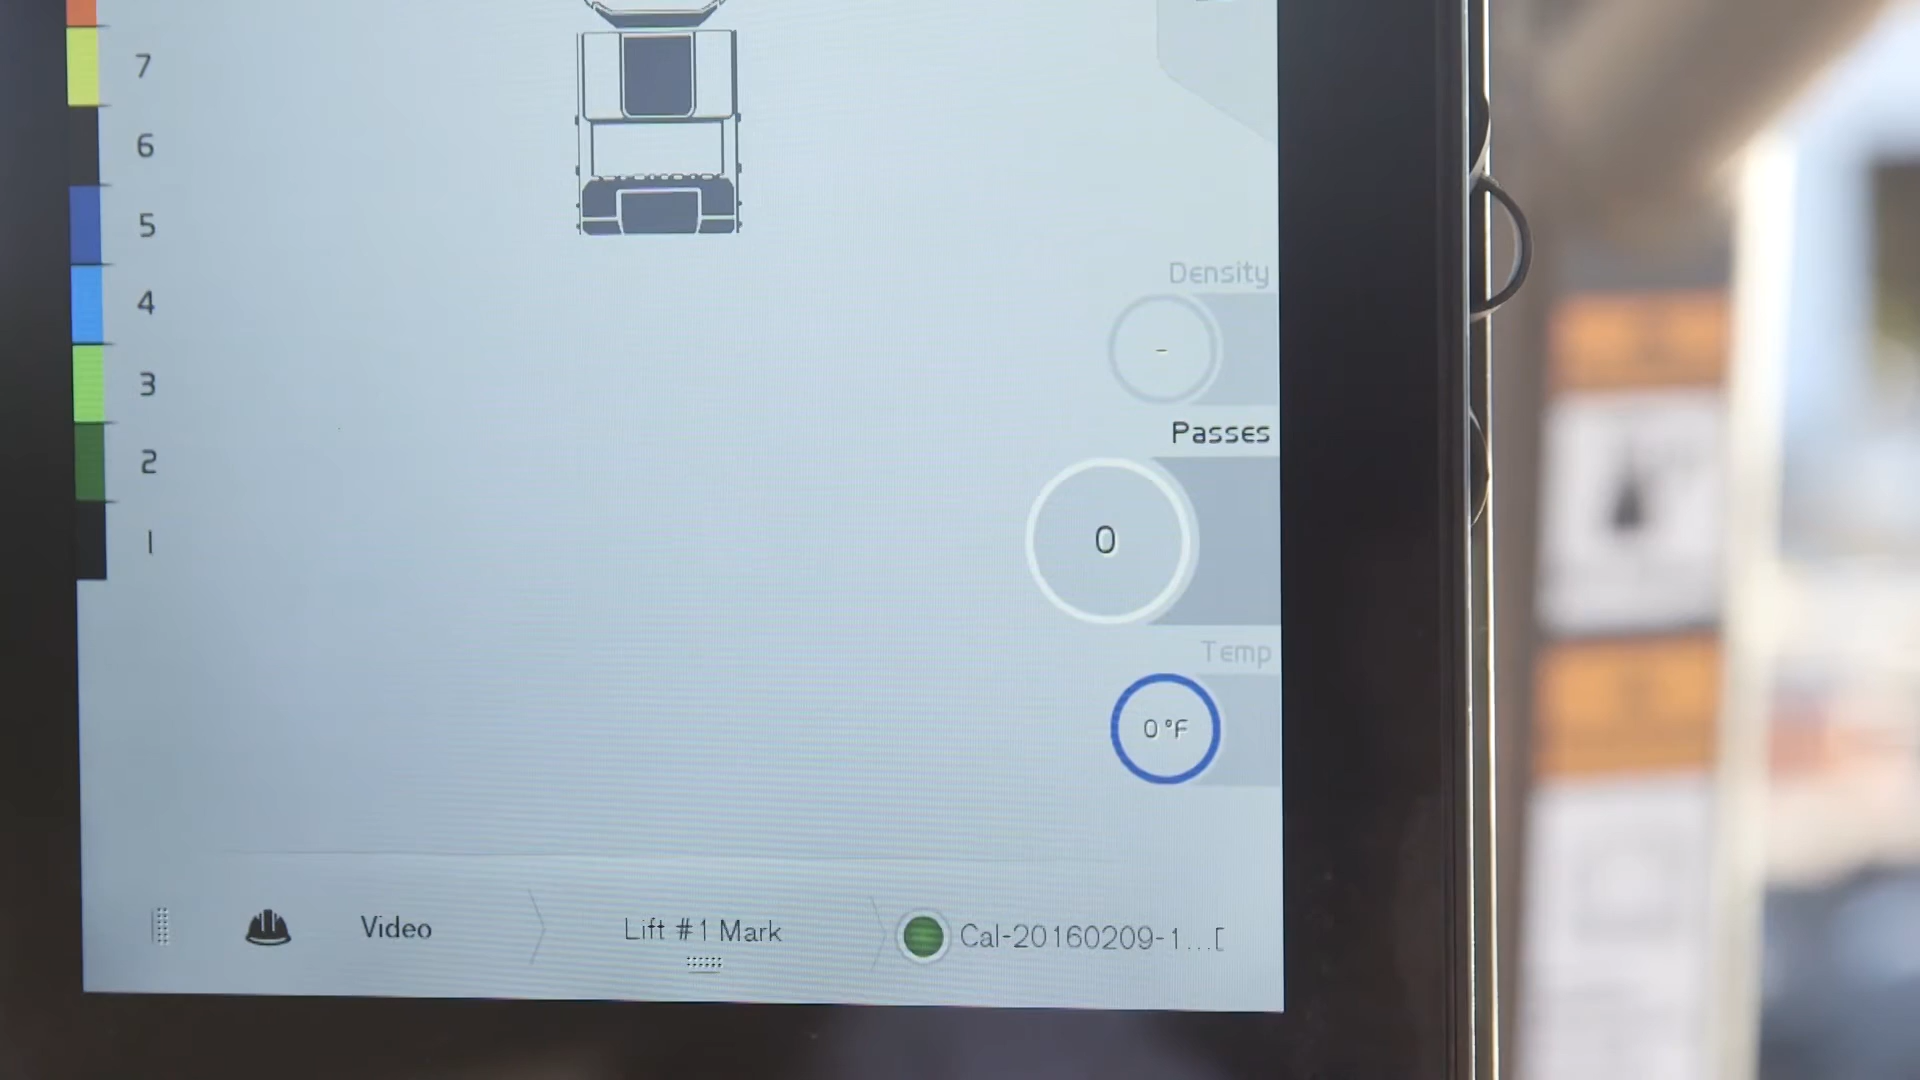 7
6
5
4
3
2
1
Density
-
Passes
0
Temp
0 °F
Video
Lift #1 Mark
Cal-20160209-1...[